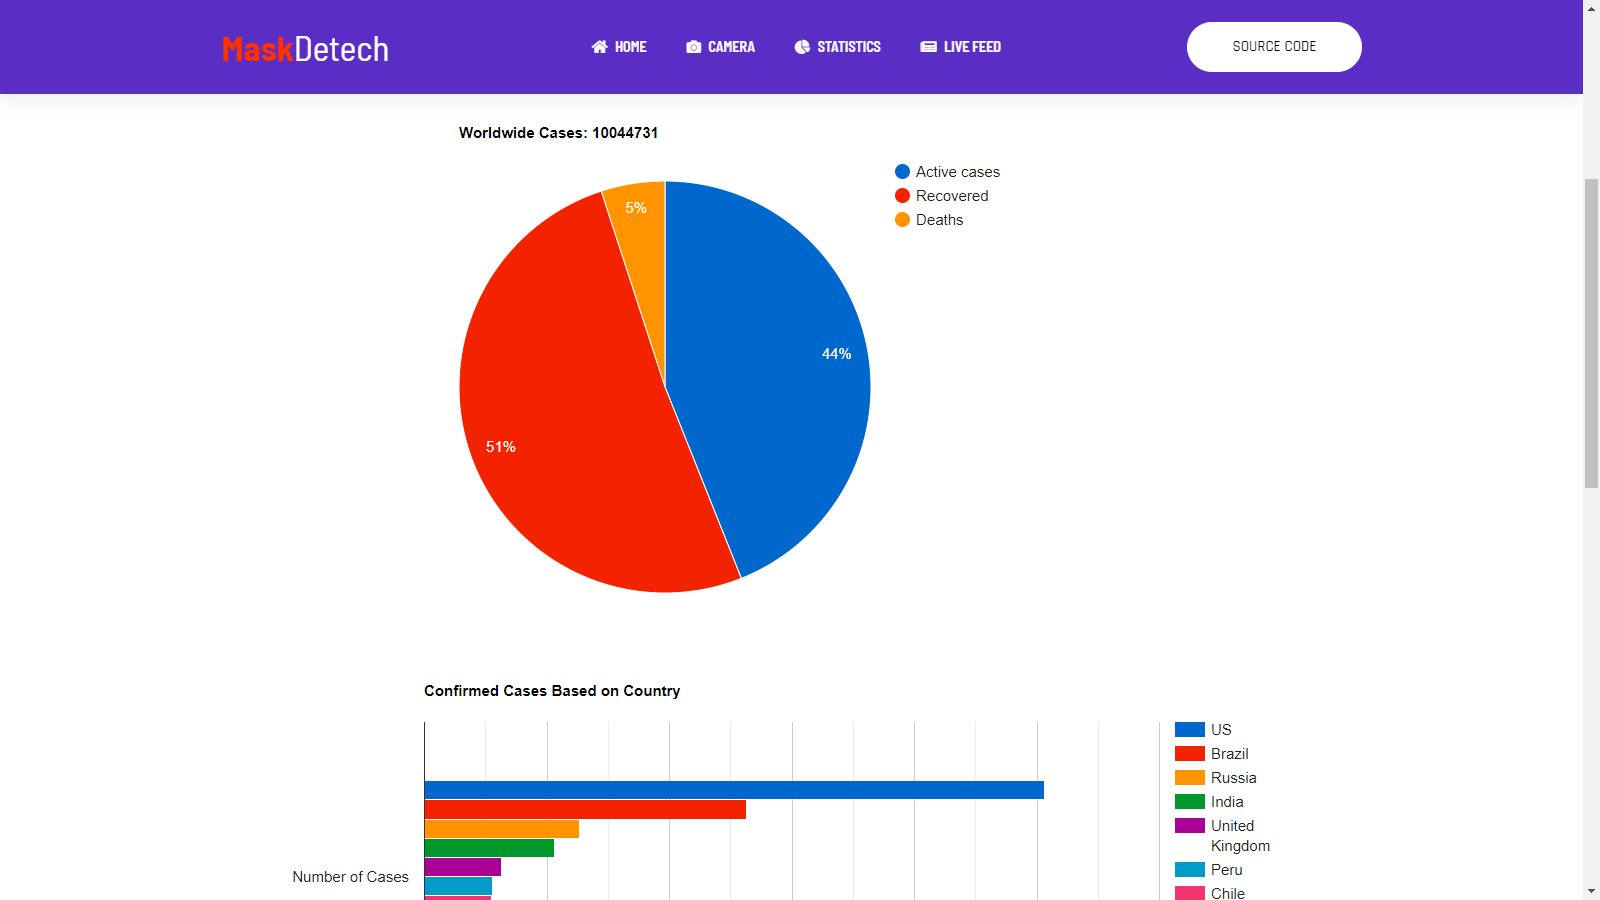 MaskDetech
HOME
CAMERA
STATISTICS
LIVE FEED
SOURCE CODE
Worldwide Cases: 10044731
Active cases
Recovered
Deaths
5%
44%
51%
Confirmed Cases Based on Country
US
Brazil
Russia
India
United
Kingdom
Peru
Chile
Number of Cases